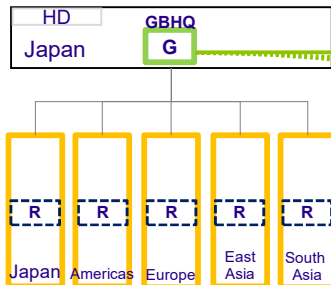 HD
GBHQ
Japan
G
R
R
R
R
R
Japan
Americas
Europe
East
Asia
South
Asia